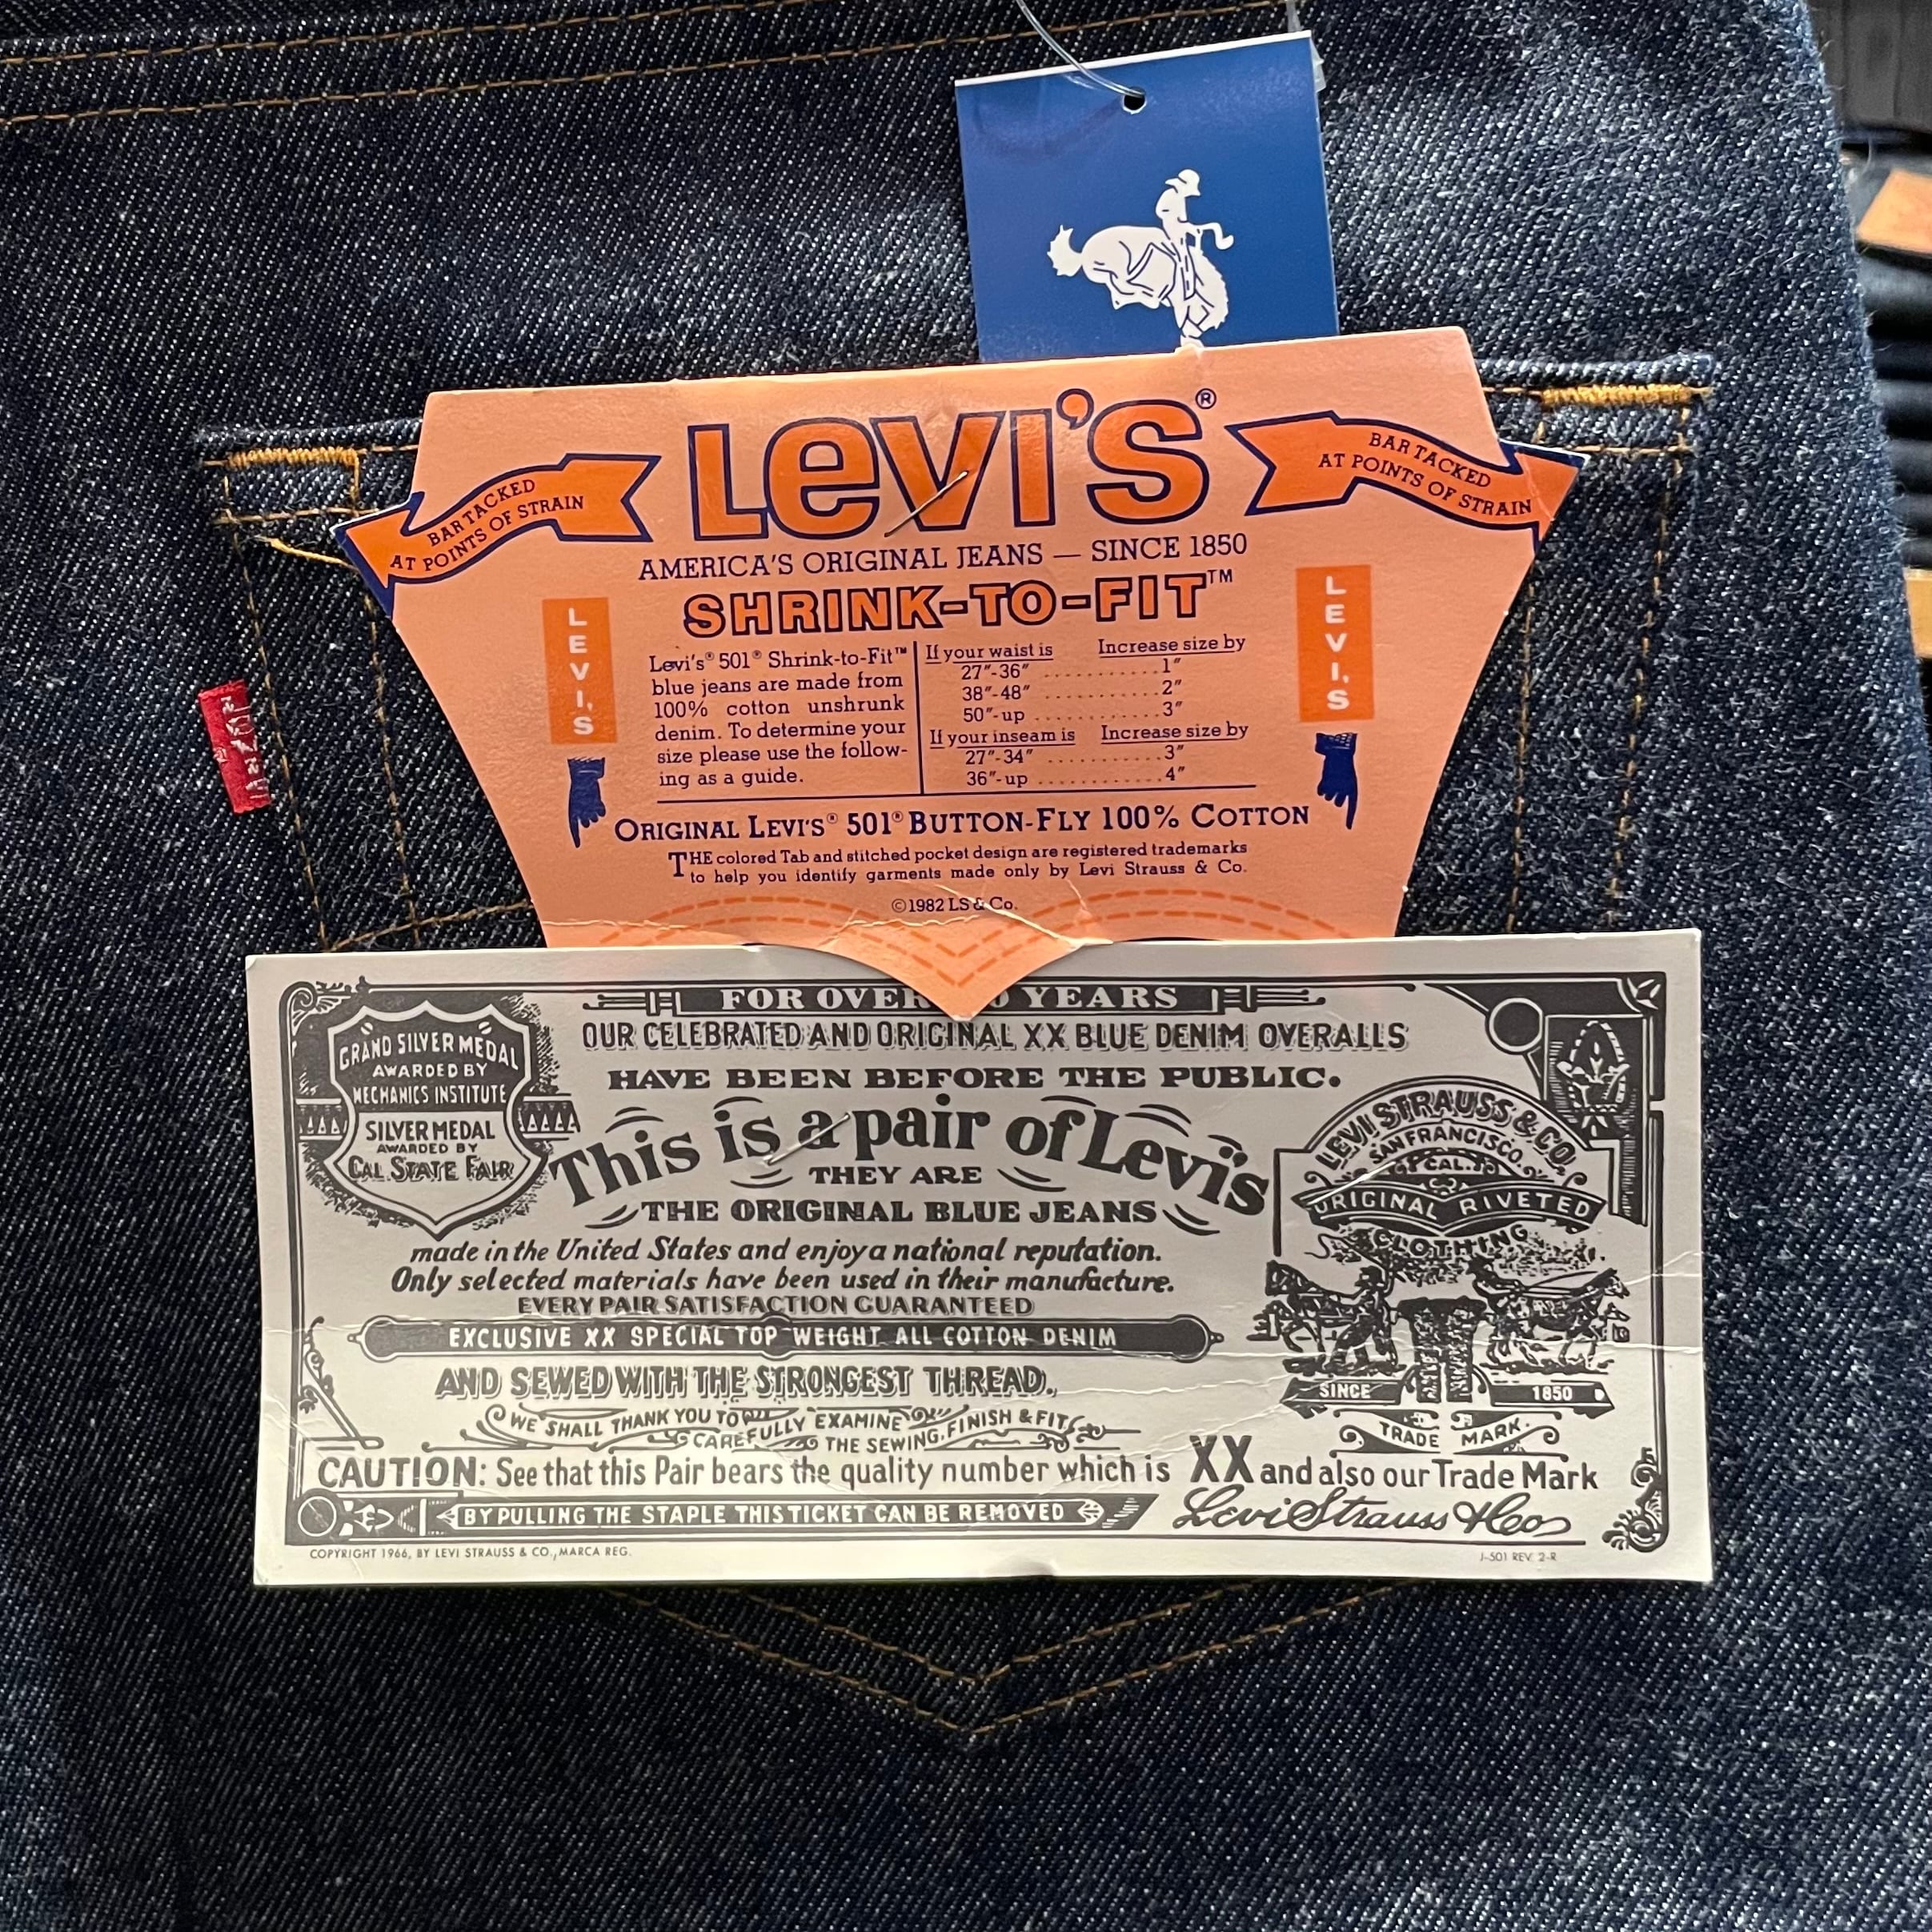 LEVI'S®
BAR TACKED
AT POINTS OF STRAIN
BAR TACKED
AT POINTS OF STRAIN
AMERICA'S ORIGINAL JEANS — SINCE 1850
SHRINK-TO-FIT™
LEVI'S
LEVI'S
Levi's® 501® Shrink-to-Fit™
blue jeans are made from
100% cotton unshrunk
denim. To determine your
size please use the follow-
ing as a guide.
If your waist is Increase size by
27"-36" ........... 1"
38"-48" ........... 2"
50"-up ........... 3"
If your inseam is Increase size by
27"-34" ........... 3"
36"-up ........... 4"
ORIGINAL LEVI'S® 501® BUTTON-FLY 100% COTTON
THE colored Tab and stitched pocket design are registered trademarks
to help you identify garments made only by Levi Strauss & Co.
©1982 LS & Co.
LEVI'S
®
FOR OVER YEARS
OUR CELEBRATED AND ORIGINAL XX BLUE DENIM OVERALLS
HAVE BEEN BEFORE THE PUBLIC.
This is a pair of Levi's
THEY ARE
THE ORIGINAL BLUE JEANS
made in the United States and enjoy a national reputation.
Only selected materials have been used in their manufacture.
EVERY PAIR SATISFACTION GUARANTEED
EXCLUSIVE XX SPECIAL TOP WEIGHT ALL COTTON DENIM
AND SEWED WITH THE STRONGEST THREAD.
WE SHALL THANK YOU TO CAREFULLY EXAMINE THE SEWING, FINISH & FIT
GRAND SILVER MEDAL
AWARDED BY
MECHANICS INSTITUTE
SILVER MEDAL
AWARDED BY
CAL. STATE FAIR
LEVI STRAUSS & CO.
SAN FRANCISCO.
CAL.
ORIGINAL RIVETED
CLOTHING
SINCE 1850
TRADE MARK.
CAUTION: See that this Pair bears the quality number which is XX and also our Trade Mark
BY PULLING THE STAPLE THIS TICKET CAN BE REMOVED
Levi Strauss & Co
COPYRIGHT 1966, BY LEVI STRAUSS & CO., MARCA REG.
J-501 REV. 2-R